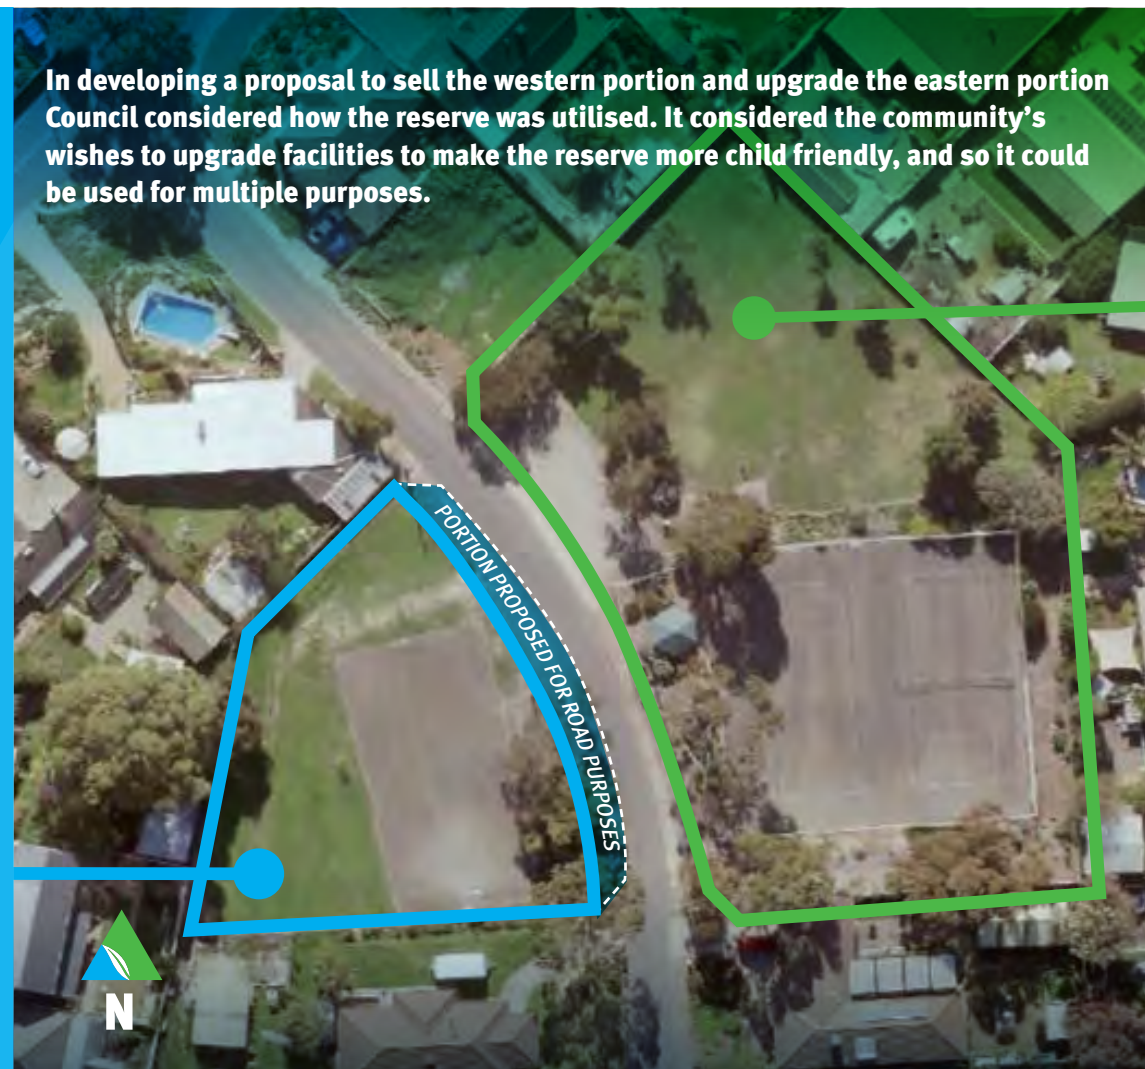 In developing a proposal to sell the western portion and upgrade the eastern portion
Council considered how the reserve was utilised. It considered the community’s
wishes to upgrade facilities to make the reserve more child friendly, and so it could
be used for multiple purposes.
PORTION PROPOSED FOR ROAD PURPOSES
N